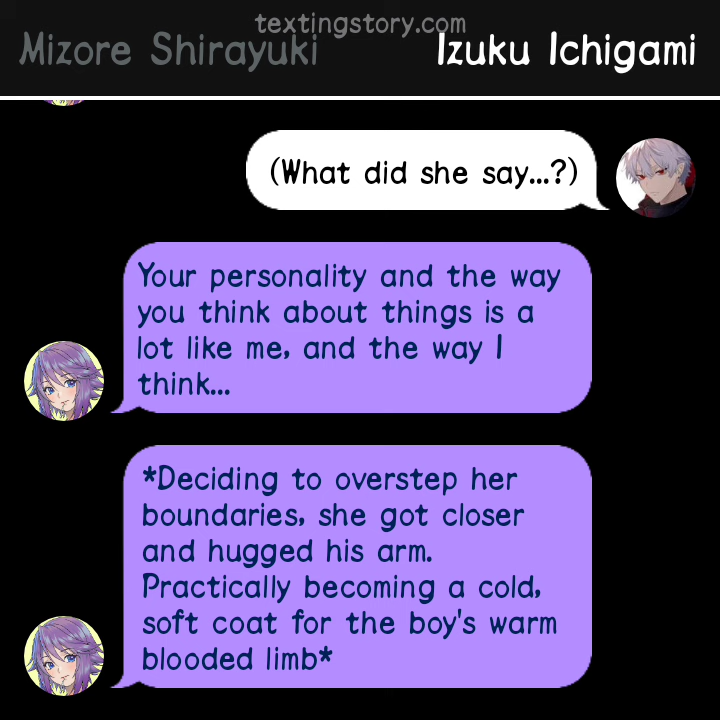 textingstory.com
Mizore Shirayuki
Izuku Ichigami
(What did she say...?)
Your personality and the way
you think about things is a
lot like me, and the way I
think...
*Deciding to overstep her
boundaries, she got closer
and hugged his arm.
Practically becoming a cold,
soft coat for the boy's warm
blooded limb*